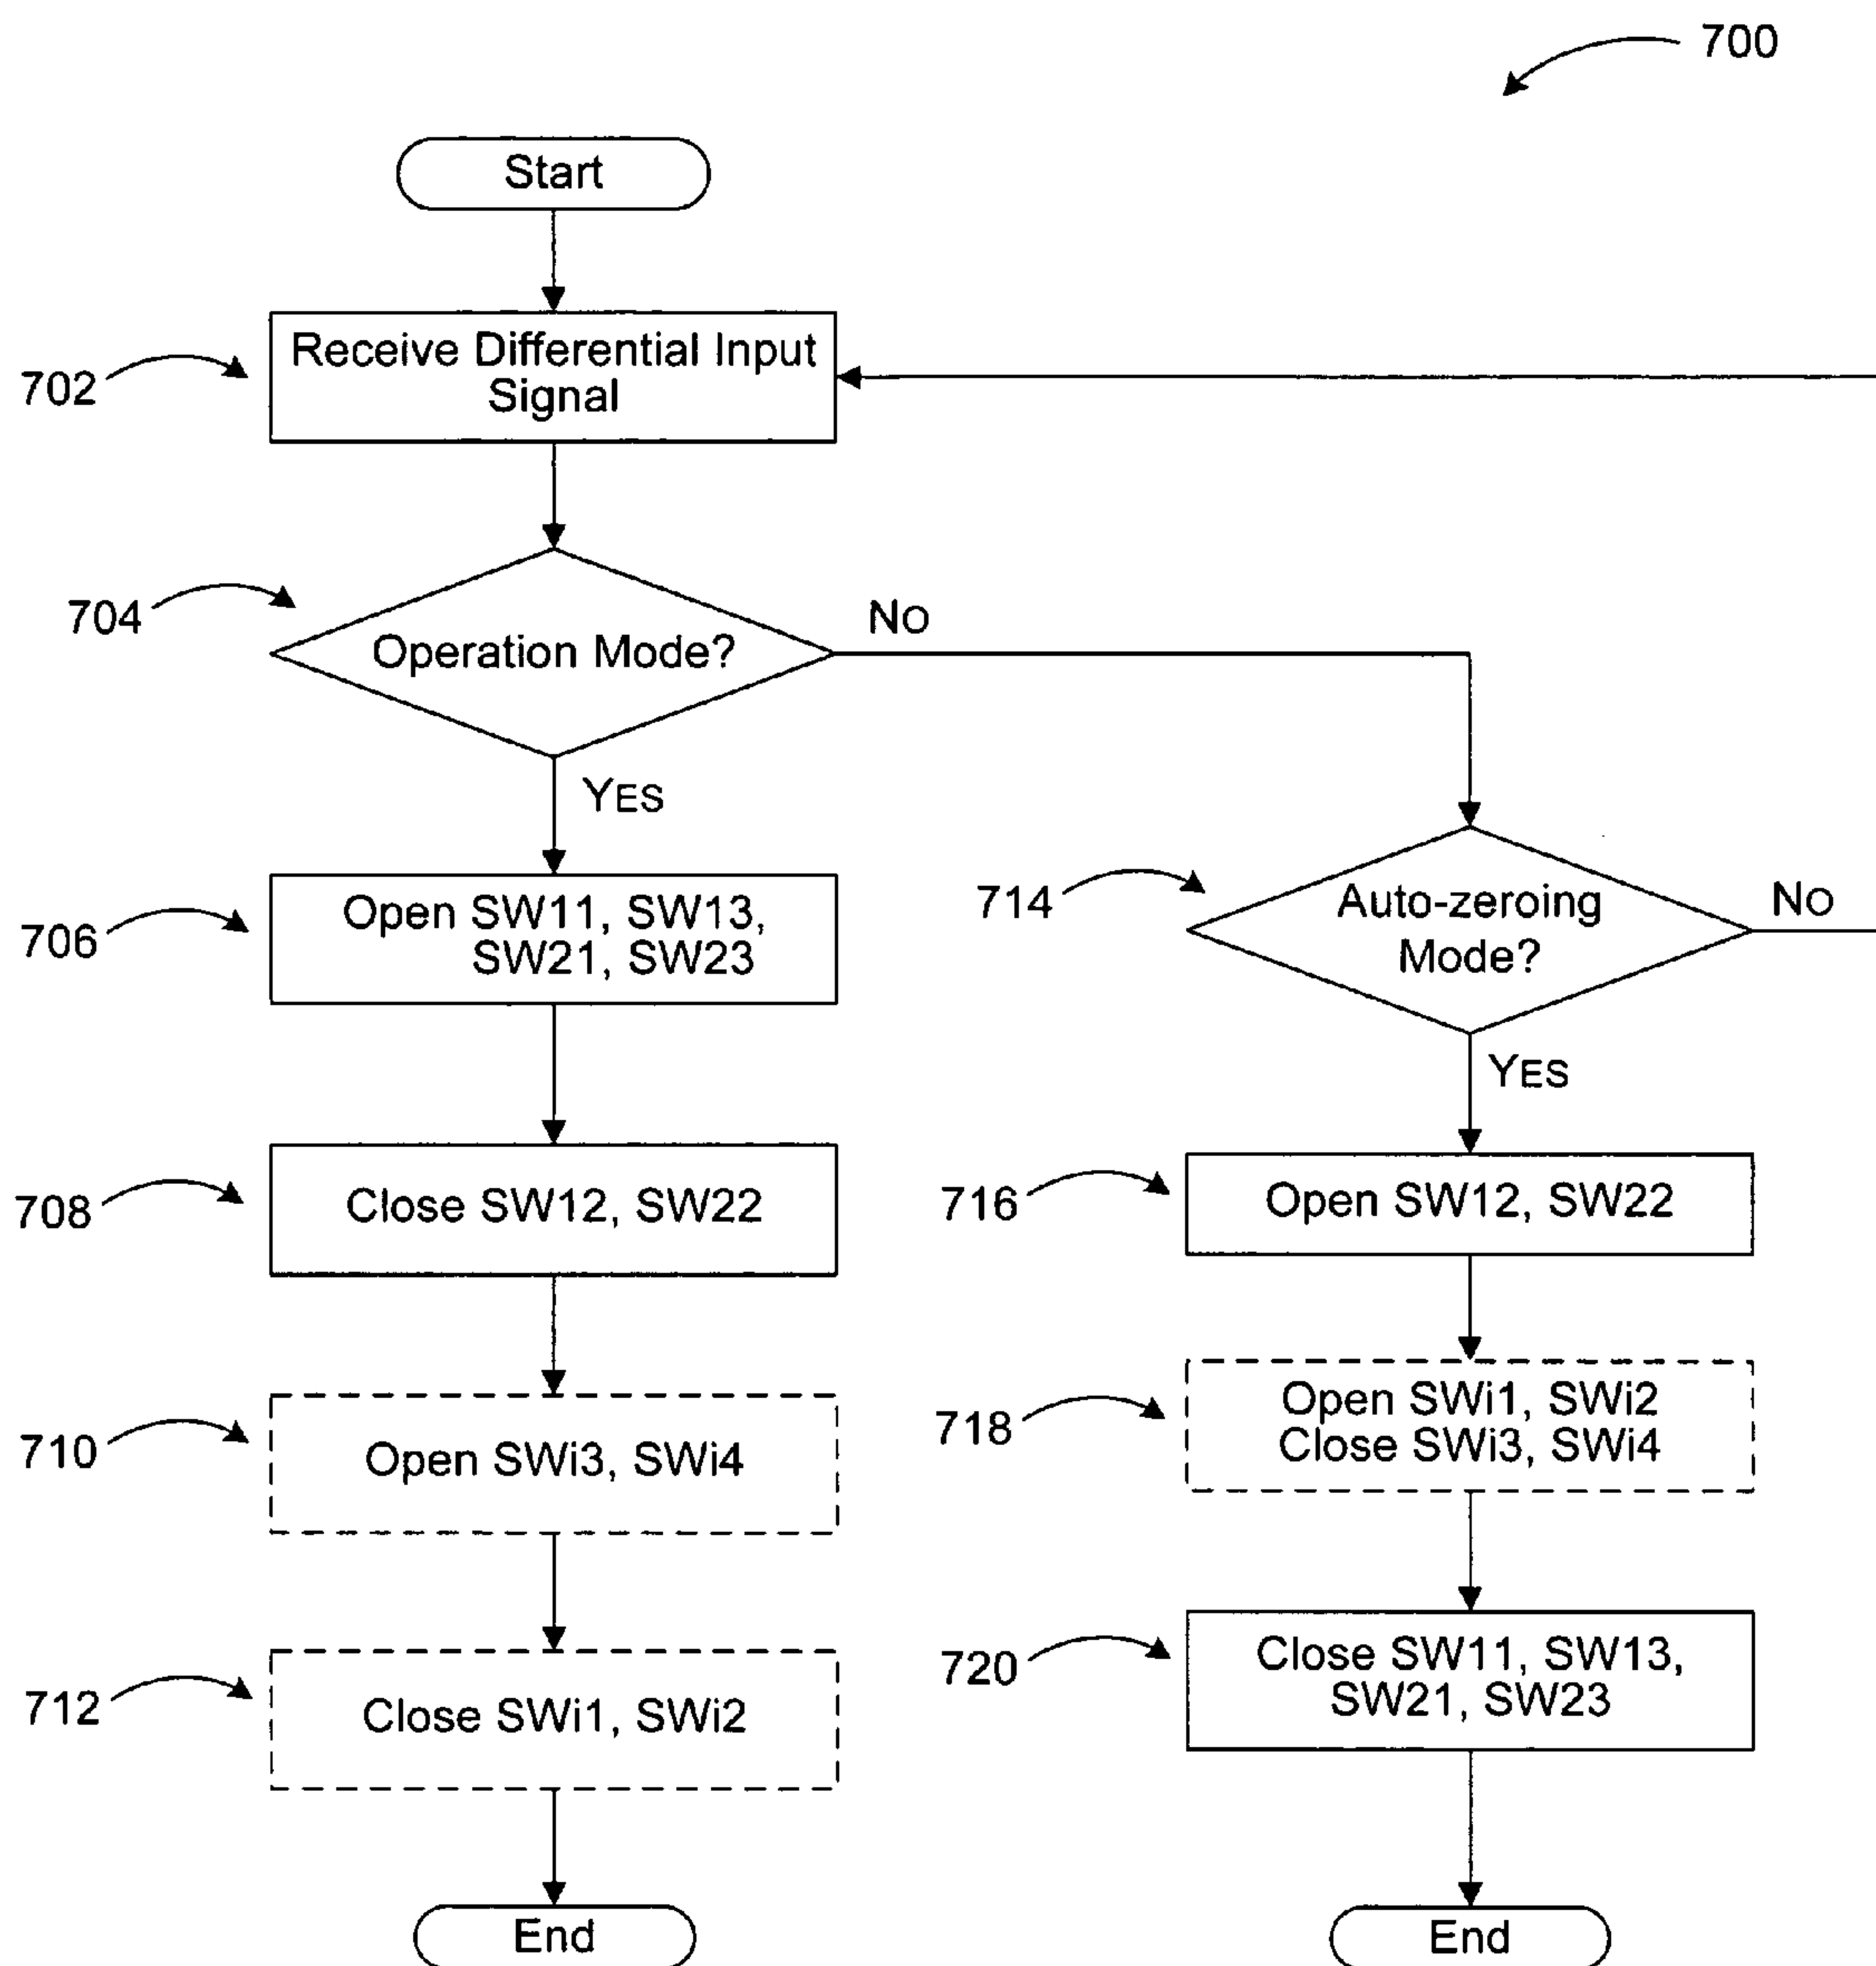 700
Start
702
Receive Differential Input
Signal
704
Operation Mode?
NO
YES
706
Open SW11, SW13,
SW21, SW23
708
Close SW12, SW22
710
Open SWi3, SWi4
712
Close SWi1, SWi2
End
714
Auto-zeroing
Mode?
NO
YES
716
Open SW12, SW22
718
Open SWi1, SWi2
Close SWi3, SWi4
720
Close SW11, SW13,
SW21, SW23
End